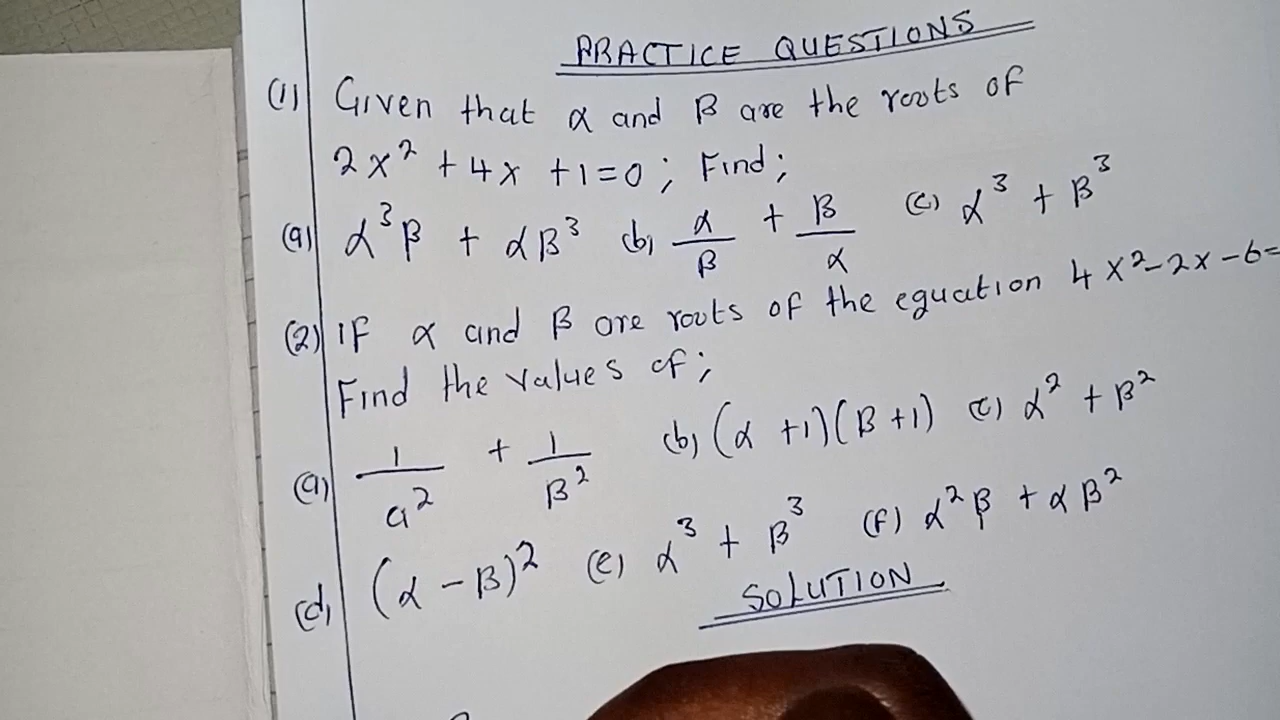 PRACTICE QUESTIONS
(1) Given that α and β are the roots of
2x² + 4x + 1 = 0; Find;
(a) α³β + αβ³ (b) α/β + β/α (c) α³ + β³
(2) If α and β are roots of the equation 4x² - 2x - 6 =
Find the values of;
(a) 1/a² + 1/β² (b) (α + 1)(β + 1) (c) α² + β²
(d) (α - β)² (e) α³ + β³ (f) α²β + αβ²
SOLUTION